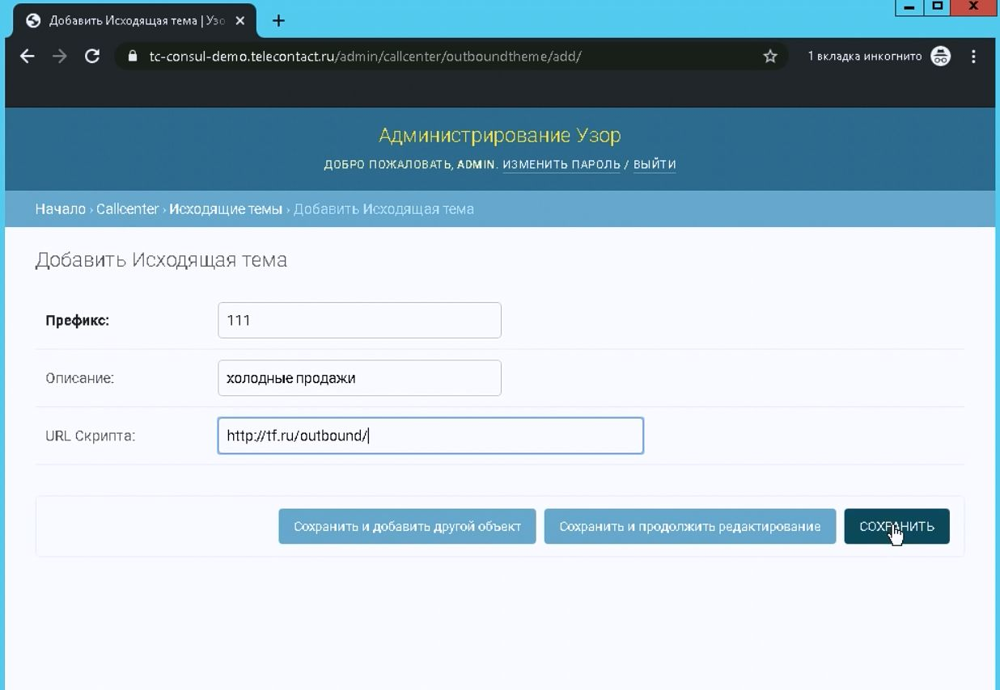 Добавить Исходящая тема | Узо
tc-consul-demo.telecontact.ru/admin/callcenter/outboundtheme/add/
1 вкладка инкогнито
Администрирование Узор
ДОБРО ПОЖАЛОВАТЬ, ADMIN. ИЗМЕНИТЬ ПАРОЛЬ / ВЫЙТИ
Начало › Callcenter › Исходящие темы › Добавить Исходящая тема
Добавить Исходящая тема
Префикс: 111
Описание: холодные продажи
URL Скрипта: http://tf.ru/outbound/
Сохранить и добавить другой объект Сохранить и продолжить редактирование СОХРАНИТЬ